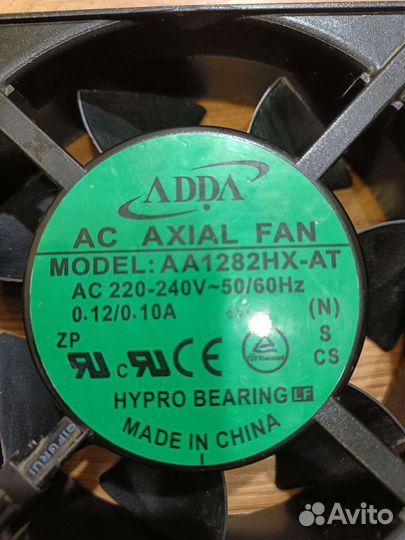 ADDA
AC AXIAL FAN
MODEL: AA1282HX-AT
AC 220-240V~50/60Hz
0.12/0.10A
(N)
S
CS
ZP
HYPRO BEARING LF
MADE IN CHINA
Avito